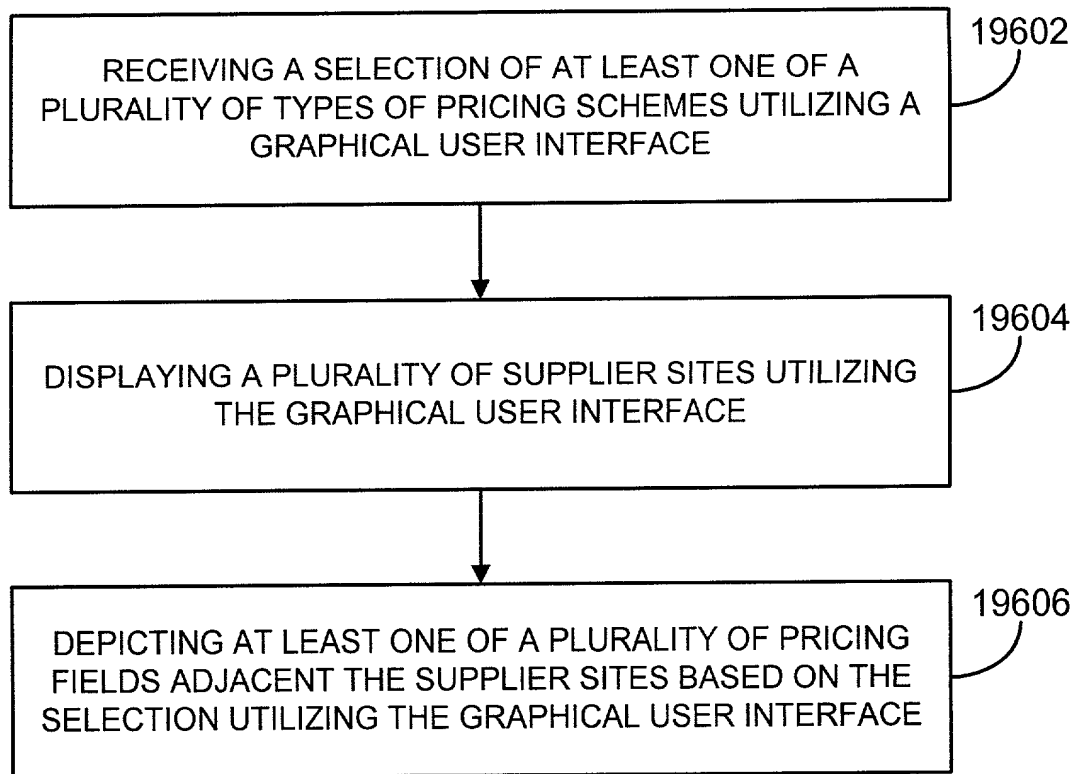 19602
RECEIVING A SELECTION OF AT LEAST ONE OF A
PLURALITY OF TYPES OF PRICING SCHEMES UTILIZING A
GRAPHICAL USER INTERFACE
19604
DISPLAYING A PLURALITY OF SUPPLIER SITES UTILIZING
THE GRAPHICAL USER INTERFACE
19606
DEPICTING AT LEAST ONE OF A PLURALITY OF PRICING
FIELDS ADJACENT THE SUPPLIER SITES BASED ON THE
SELECTION UTILIZING THE GRAPHICAL USER INTERFACE